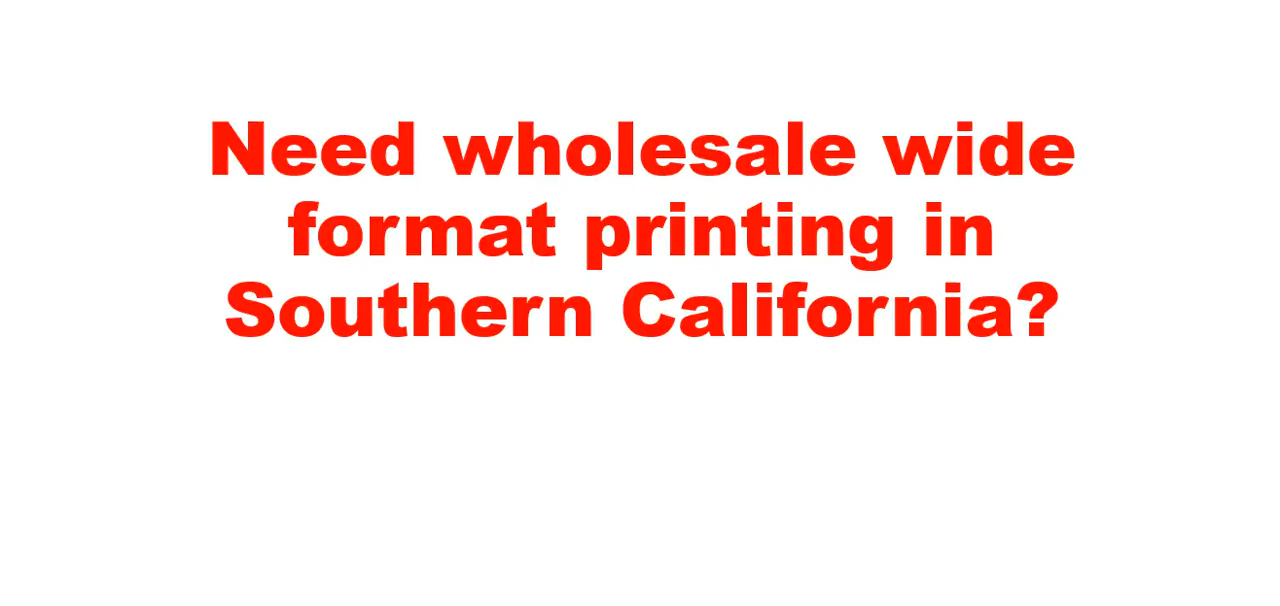 Need wholesale wide
format printing in
Southern California?